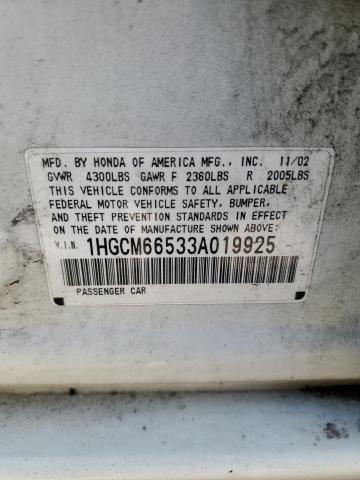 MFD. BY HONDA OF AMERICA MFG., INC. 11/02
GVWR 4300LBS GAWR F 2360LBS R 2005LBS
THIS VEHICLE CONFORMS TO ALL APPLICABLE
FEDERAL MOTOR VEHICLE SAFETY, BUMPER,
AND THEFT PREVENTION STANDARDS IN EFFECT
ON THE DATE OF MANUFACTURE SHOWN ABOVE.
V.I.N. 1HGCM66533A019925
PASSENGER CAR